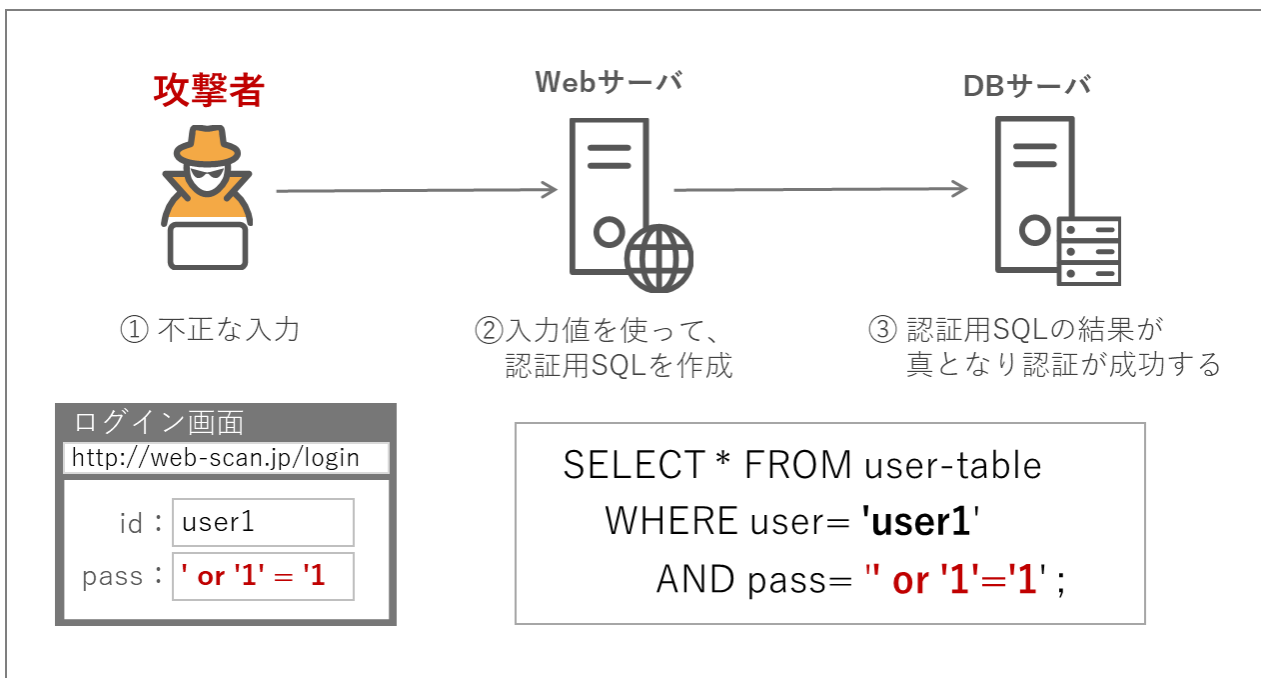 攻撃者
Webサーバ
DBサーバ
① 不正な入力
②入力値を使って、
認証用SQLを作成
③ 認証用SQLの結果が
真となり認証が成功する
ログイン画面
http://web-scan.jp/login
id：user1
pass：' or '1' = '1
SELECT * FROM user-table
WHERE user= 'user1'
AND pass= '' or '1'='1' ;